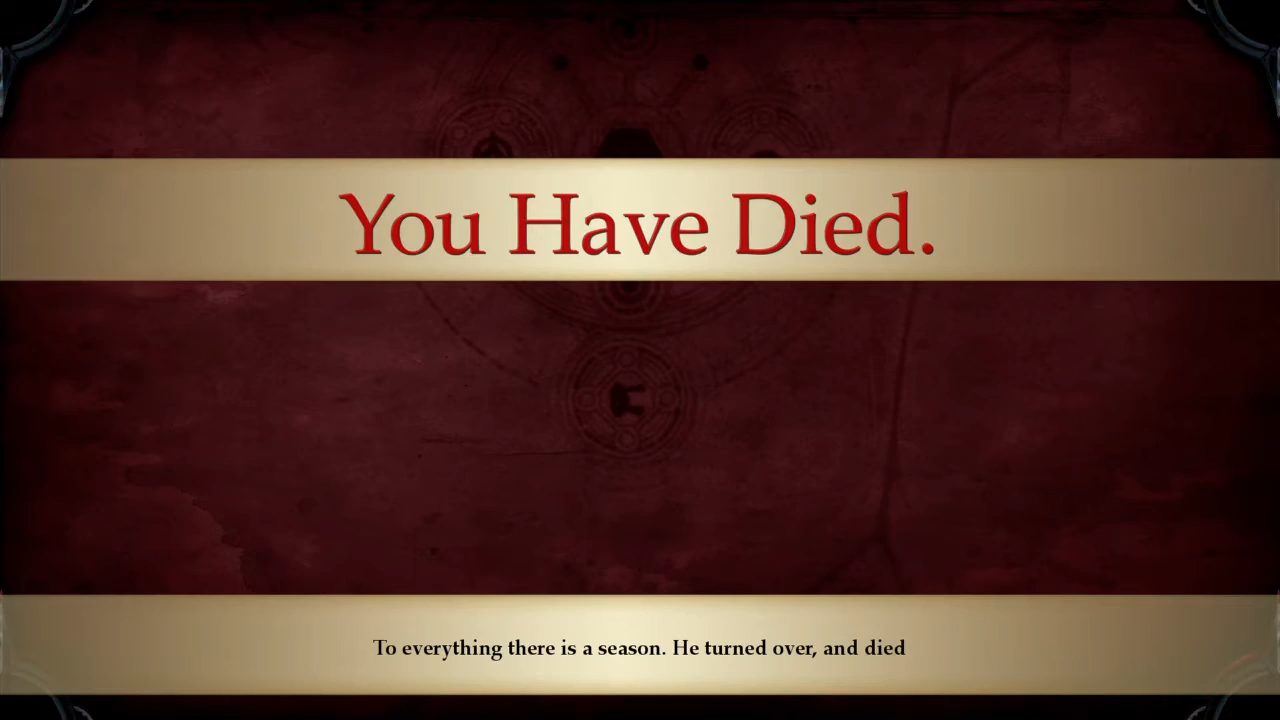 You Have Died.
To everything there is a season. He turned over, and died